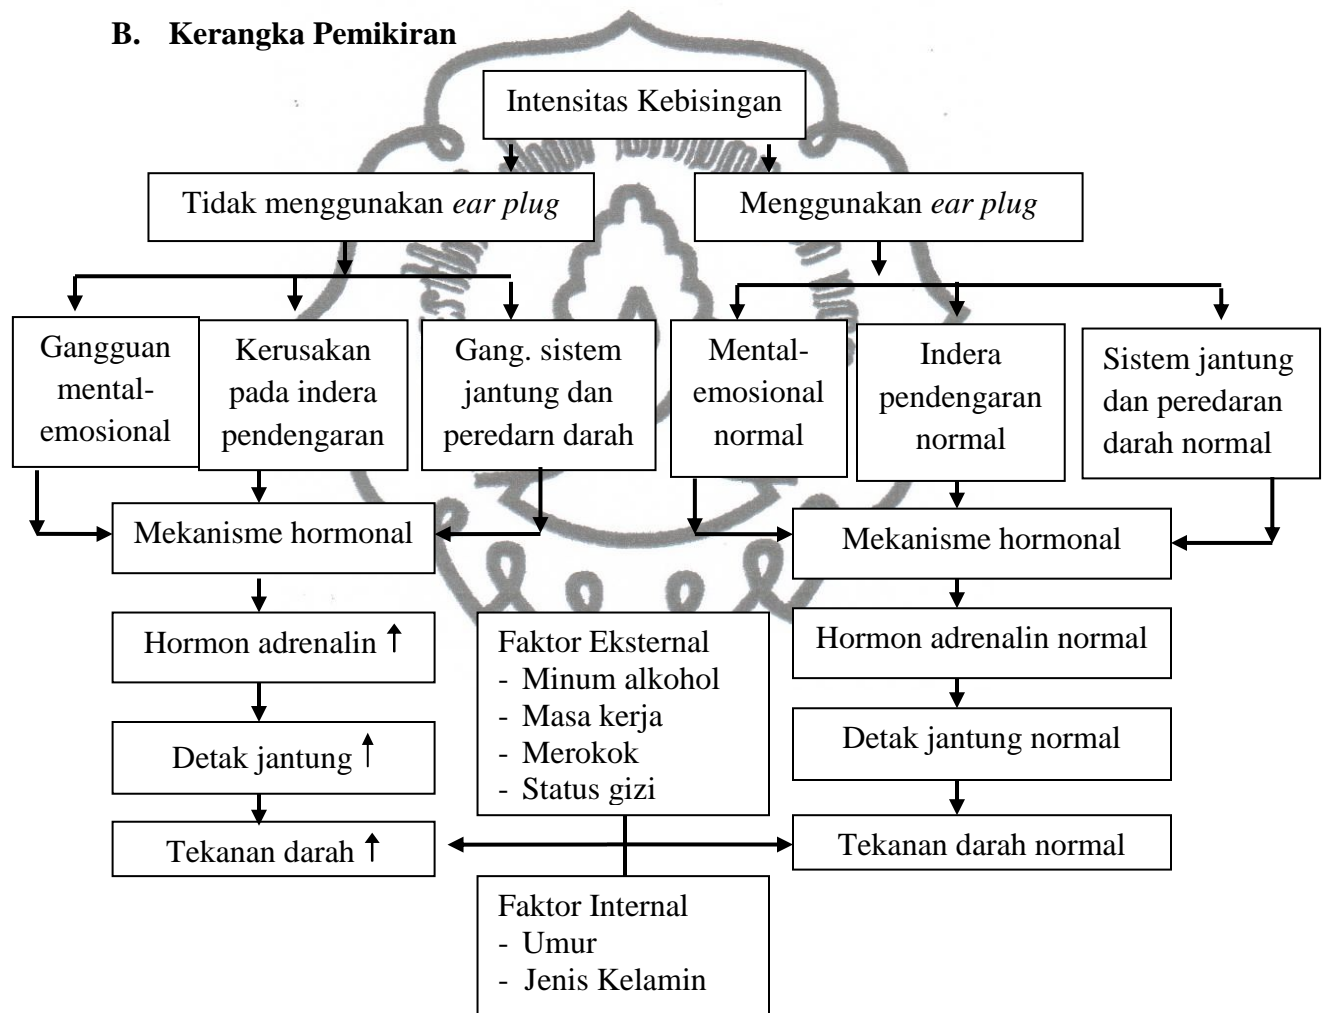 B. Kerangka Pemikiran
Intensitas Kebisingan
Tidak menggunakan ear plug
Menggunakan ear plug
Gangguan
mental-
emosional
Kerusakan
pada indera
pendengaran
Gang. sistem
jantung dan
peredarn darah
Mental-
emosional
normal
Indera
pendengaran
normal
Sistem jantung
dan peredaran
darah normal
Mekanisme hormonal
Mekanisme hormonal
Hormon adrenalin ↑
Hormon adrenalin normal
Detak jantung ↑
Detak jantung normal
Tekanan darah ↑
Tekanan darah normal
Faktor Eksternal
- Minum alkohol
- Masa kerja
- Merokok
- Status gizi
Faktor Internal
- Umur
- Jenis Kelamin